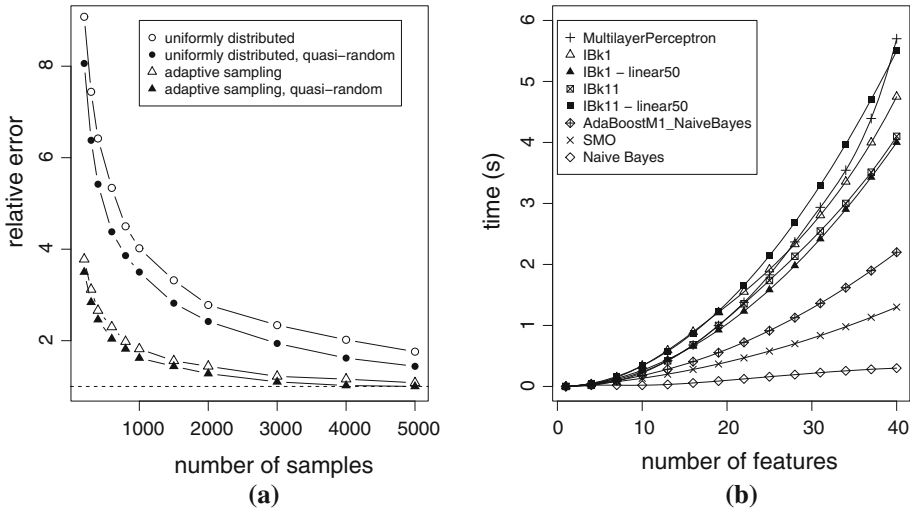 relative error
8
6
4
2
uniformly distributed
uniformly distributed, quasi−random
adaptive sampling
adaptive sampling, quasi−random
1000 2000 3000 4000 5000
number of samples
(a)
time (s)
6
5
4
3
2
1
0
MultilayerPerceptron
IBk1
IBk1 − linear50
IBk11
IBk11 − linear50
AdaBoostM1_NaiveBayes
SMO
Naive Bayes
0 10 20 30 40
number of features
(b)